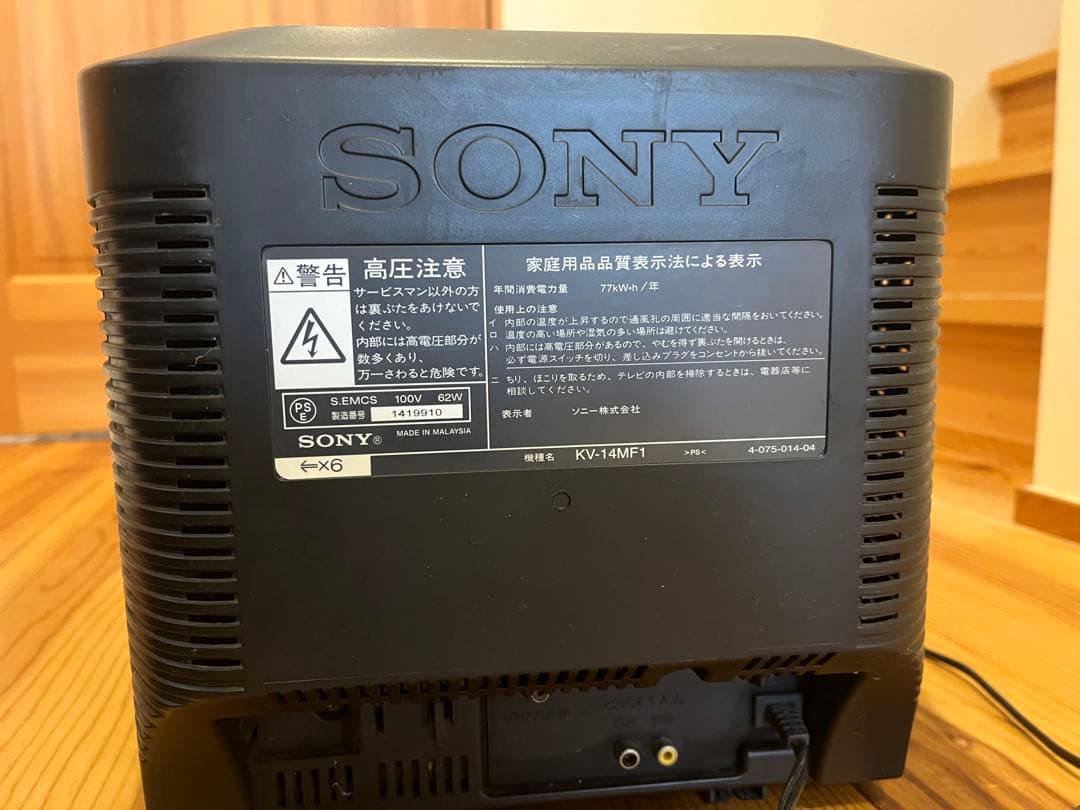 SONY
警告
高圧注意
サービスマン以外の方
は裏ぶたをあけないで
ください。
内部には高電圧部分が
数多くあり、
万一さわると危険です。
PS
E
S.EMCS 100V 62W
製造番号 1419910
SONY® MADE IN MALAYSIA
⇐×6
家庭用品品質表示法による表示
年間消費電力量 77kW•h/年
使用上の注意
イ 内部の温度が上昇するので通風孔の周囲に適当な間隔をおいてください。
ロ 温度の高い場所や湿気の多い場所は避けてください。
ハ 内部には高電圧部分があるので、やむを得ず裏ぶたを開けるときは、
必ず電源スイッチを切り、差し込みプラグをコンセントから抜いてください。
ニ ちり、ほこりを取るため、テレビの内部を掃除するときは、電器店等に
相談してください。
表示者 ソニー株式会社
機種名 KV-14MF1 >PS< 4-075-014-04
VHF/UHF
ビデオ1入力